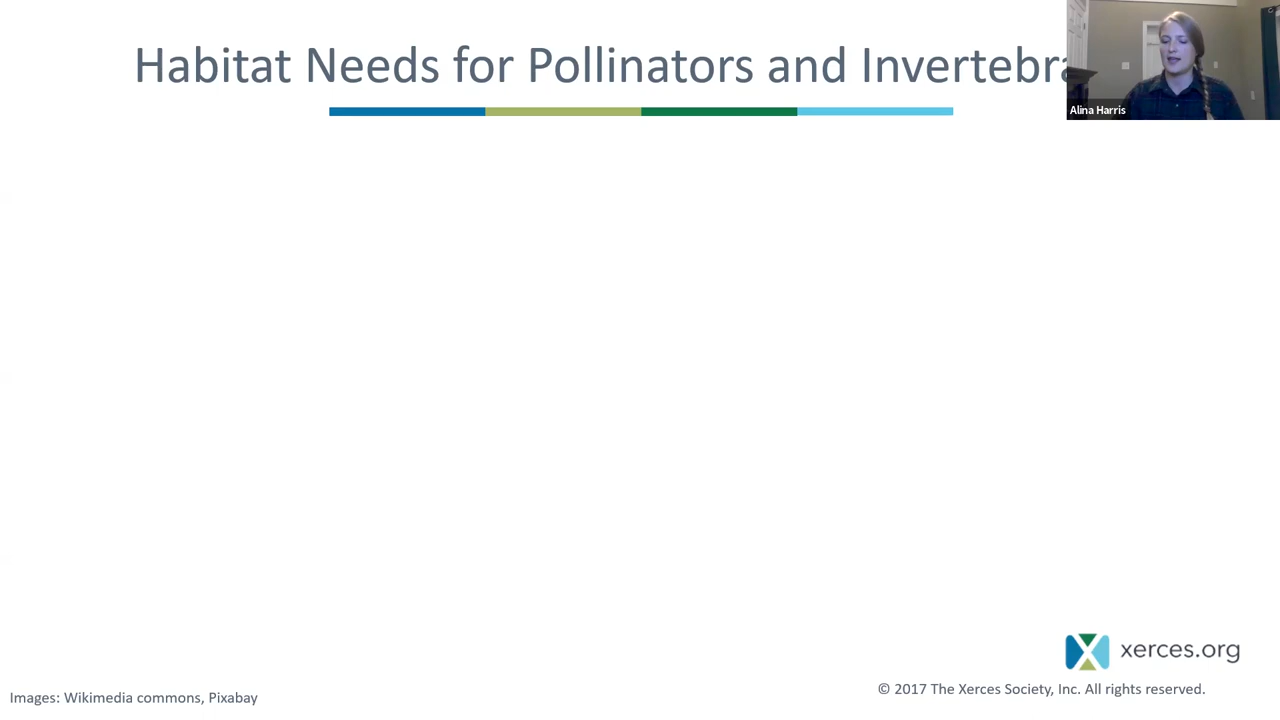 Habitat Needs for Pollinators and Invertebra
Alina Harris
xerces.org
© 2017 The Xerces Society, Inc. All rights reserved.
Images: Wikimedia commons, Pixabay